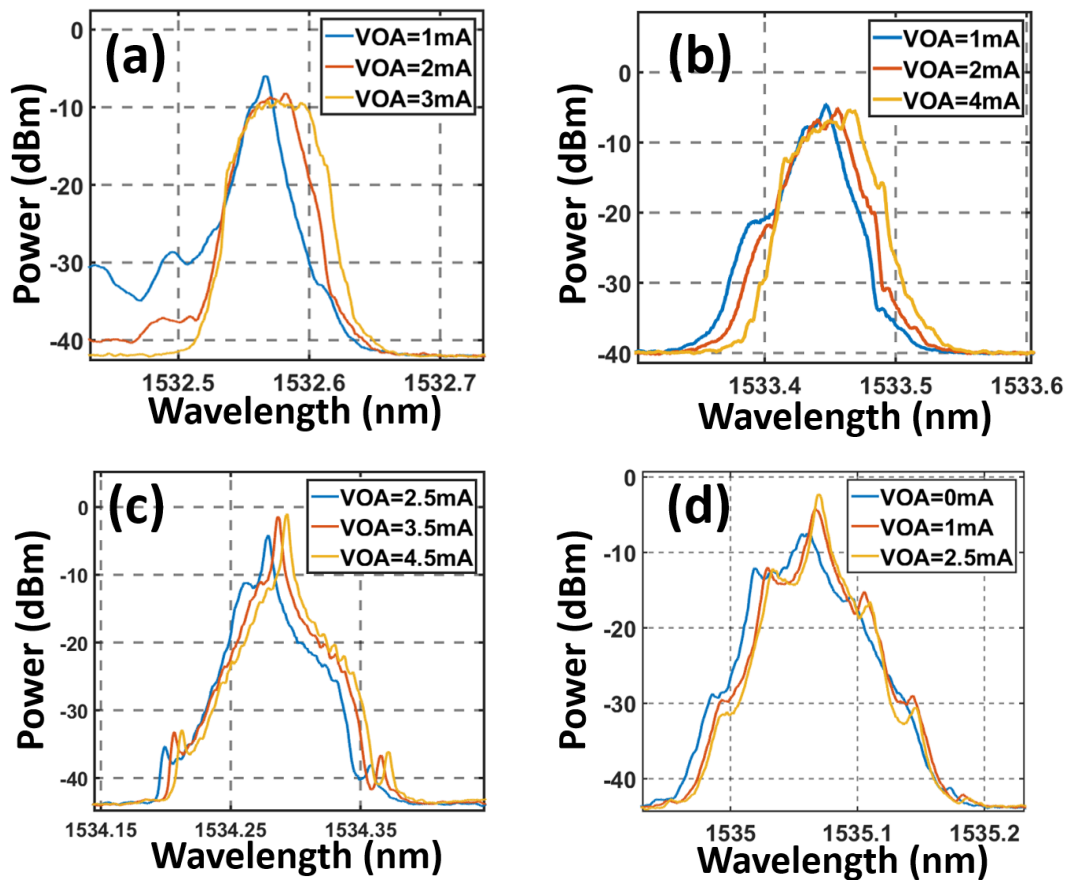 (a)
VOA=1mA
VOA=2mA
VOA=3mA
0
-10
-20
-30
-40
Power (dBm)
1532.5 1532.6 1532.7
Wavelength (nm)
(b)
VOA=1mA
VOA=2mA
VOA=4mA
0
-10
-20
-30
-40
Power (dBm)
1533.4 1533.5 1533.6
Wavelength (nm)
(c)
VOA=2.5mA
VOA=3.5mA
VOA=4.5mA
0
-10
-20
-30
-40
Power (dBm)
1534.15 1534.25 1534.35
Wavelength (nm)
(d)
VOA=0mA
VOA=1mA
VOA=2.5mA
0
-10
-20
-30
-40
Power (dBm)
1535 1535.1 1535.2
Wavelength (nm)